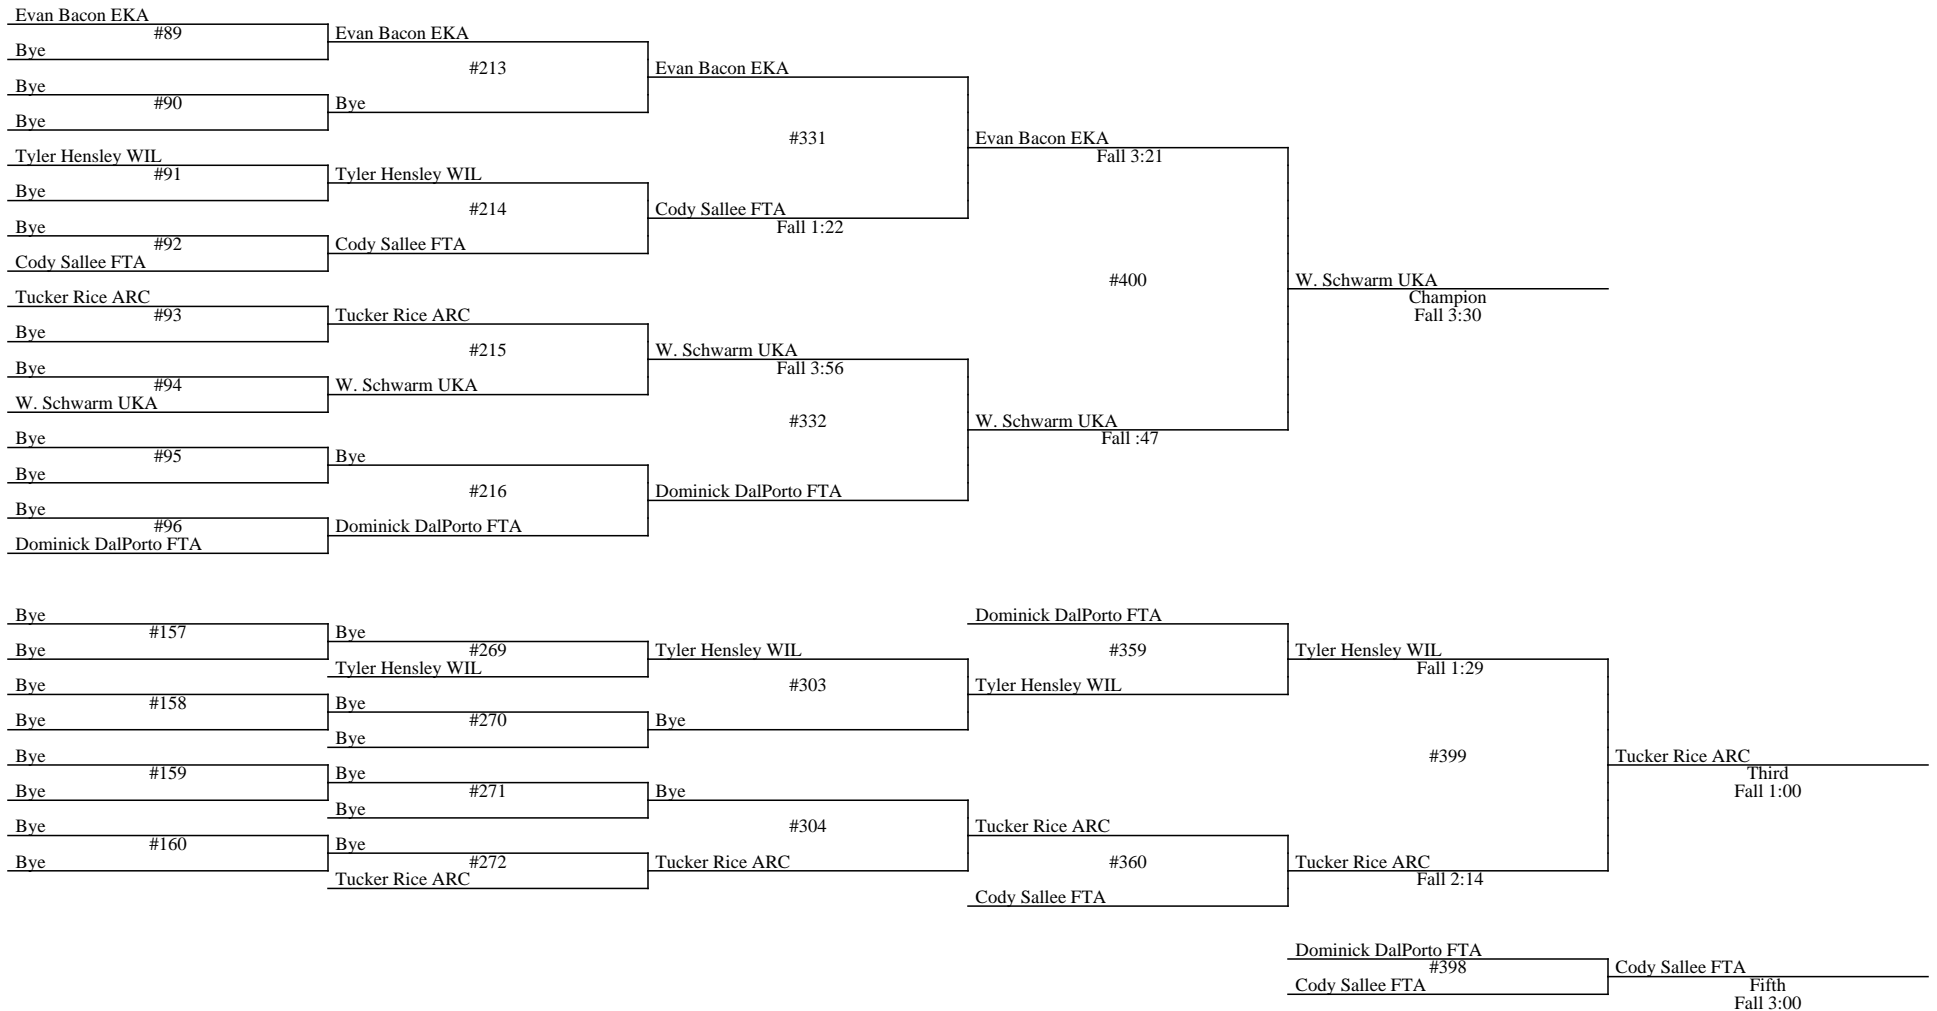 Evan Bacon EKA
#89
Bye
Evan Bacon EKA
#213
Bye
#90
Bye
Bye
Evan Bacon EKA
#331
Tyler Hensley WIL
#91
Bye
Tyler Hensley WIL
#214
Bye
#92
Cody Sallee FTA
Cody Sallee FTA
Cody Sallee FTA
Fall 1:22
Evan Bacon EKA
Fall 3:21
#400
Tucker Rice ARC
#93
Bye
Tucker Rice ARC
#215
Bye
#94
W. Schwarm UKA
W. Schwarm UKA
W. Schwarm UKA
Fall 3:56
#332
Bye
#95
Bye
Bye
#216
Bye
#96
Dominick DalPorto FTA
Dominick DalPorto FTA
Dominick DalPorto FTA
W. Schwarm UKA
Fall :47
W. Schwarm UKA
Champion
Fall 3:30
Bye
#157
Bye
Bye
#269
Tyler Hensley WIL
Tyler Hensley WIL
#303
Bye
#158
Bye
Bye
#270
Bye
Bye
Dominick DalPorto FTA
#359
Tyler Hensley WIL
Tyler Hensley WIL
Fall 1:29
#399
Bye
#159
Bye
Bye
#271
Bye
Bye
#304
Bye
#160
Bye
Bye
#272
Tucker Rice ARC
Tucker Rice ARC
Tucker Rice ARC
#360
Cody Sallee FTA
Tucker Rice ARC
Fall 2:14
Tucker Rice ARC
Third
Fall 1:00
Dominick DalPorto FTA
#398
Cody Sallee FTA
Cody Sallee FTA
Fifth
Fall 3:00